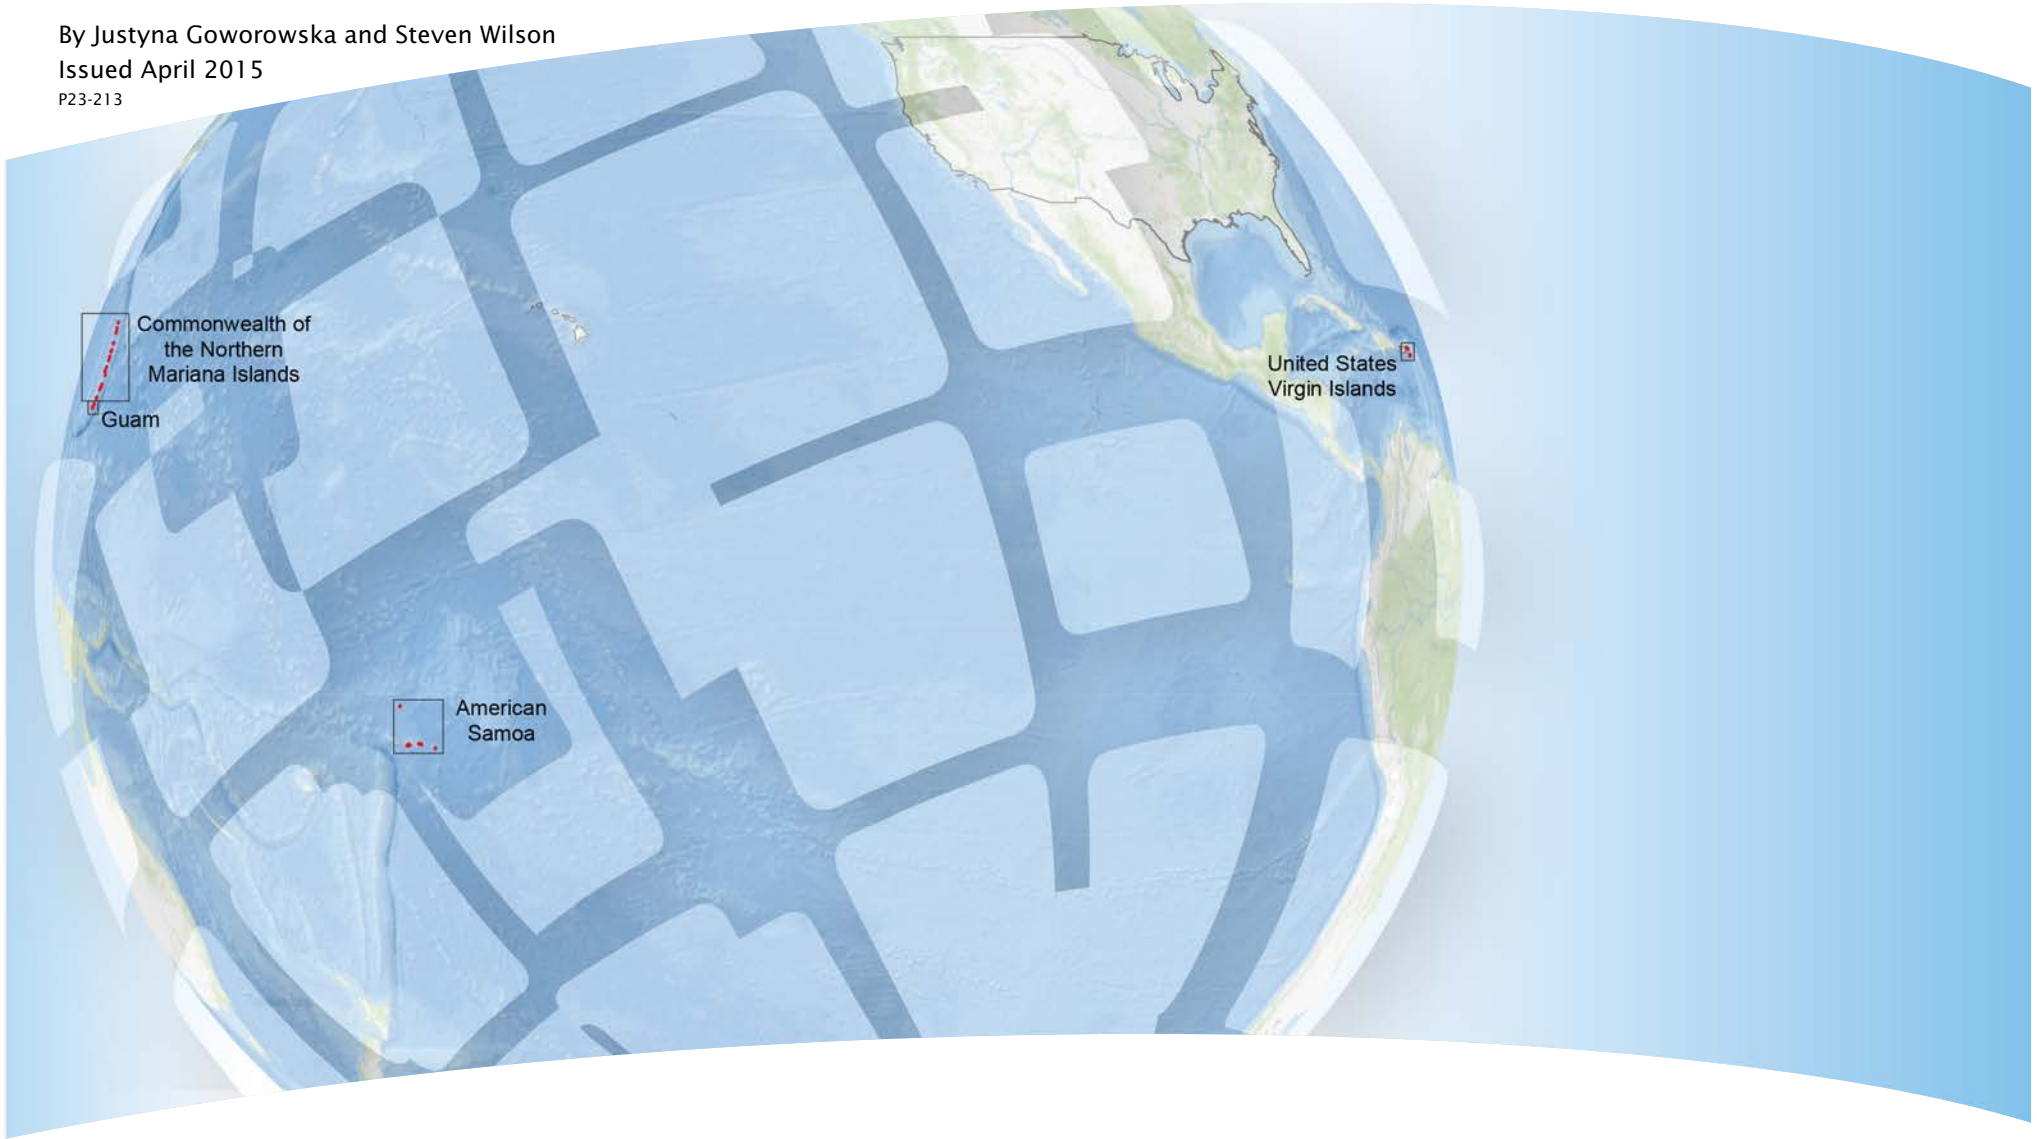 By Justyna Goworowska and Steven Wilson
Issued April 2015
P23-213
Commonwealth of
the Northern
Mariana Islands
Guam
United States
Virgin Islands
American
Samoa